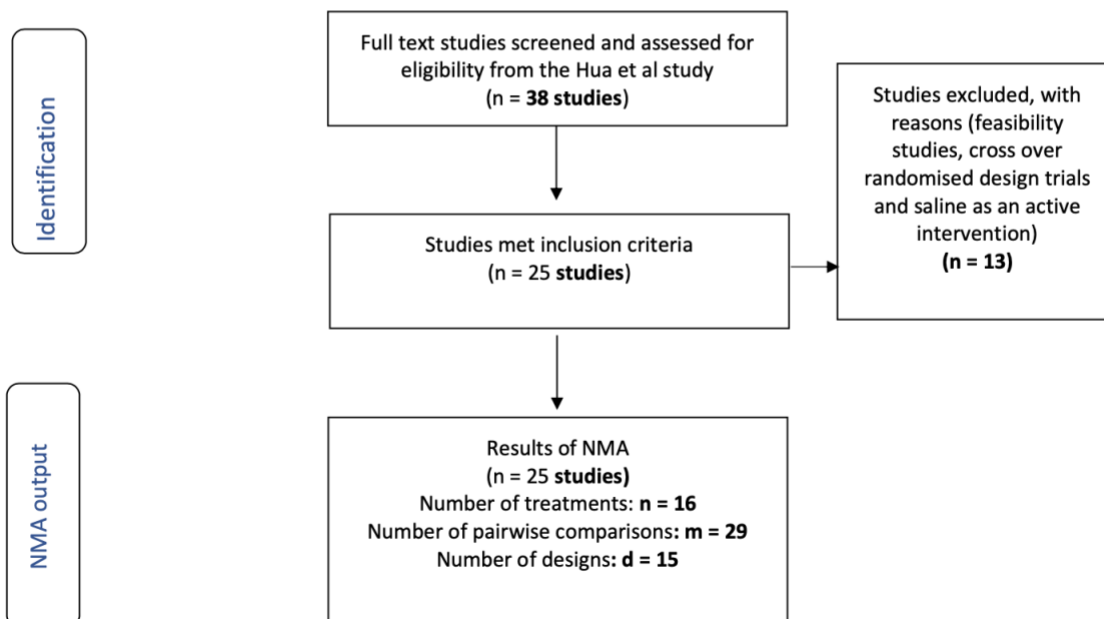 Identification
Full text studies screened and assessed for
eligibility from the Hua et al study
(n = 38 studies)
Studies excluded, with
reasons (feasibility
studies, cross over
randomised design trials
and saline as an active
intervention)
(n = 13)
Studies met inclusion criteria
(n = 25 studies)
NMA output
Results of NMA
(n = 25 studies)
Number of treatments: n = 16
Number of pairwise comparisons: m = 29
Number of designs: d = 15